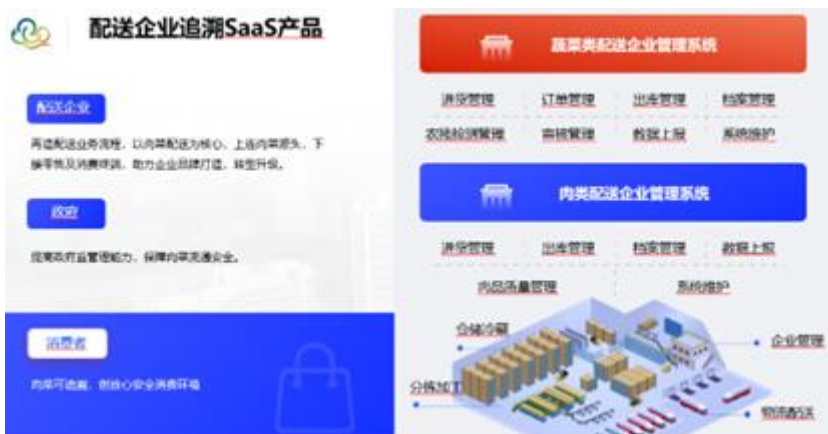 配送企业追溯SaaS产品
配送企业
再造配送业务流程，以肉菜配送为核心、上连肉菜源头、下
接零售及消费终端，助力企业品牌打造、转型升级。
政府
提高政府监管理能力，保障肉菜流通安全。
消费者
肉菜可追溯，创放心安全消费环境
蔬菜类配送企业管理系统
进货管理 订单管理 出库管理 档案管理
农残检测管理 审核管理 数据上报 系统维护
肉类配送企业管理系统
进货管理 出库管理 档案管理 数据上报
肉品质量管理 系统维护
仓储冷藏
企业管理
分拣加工
物流配送